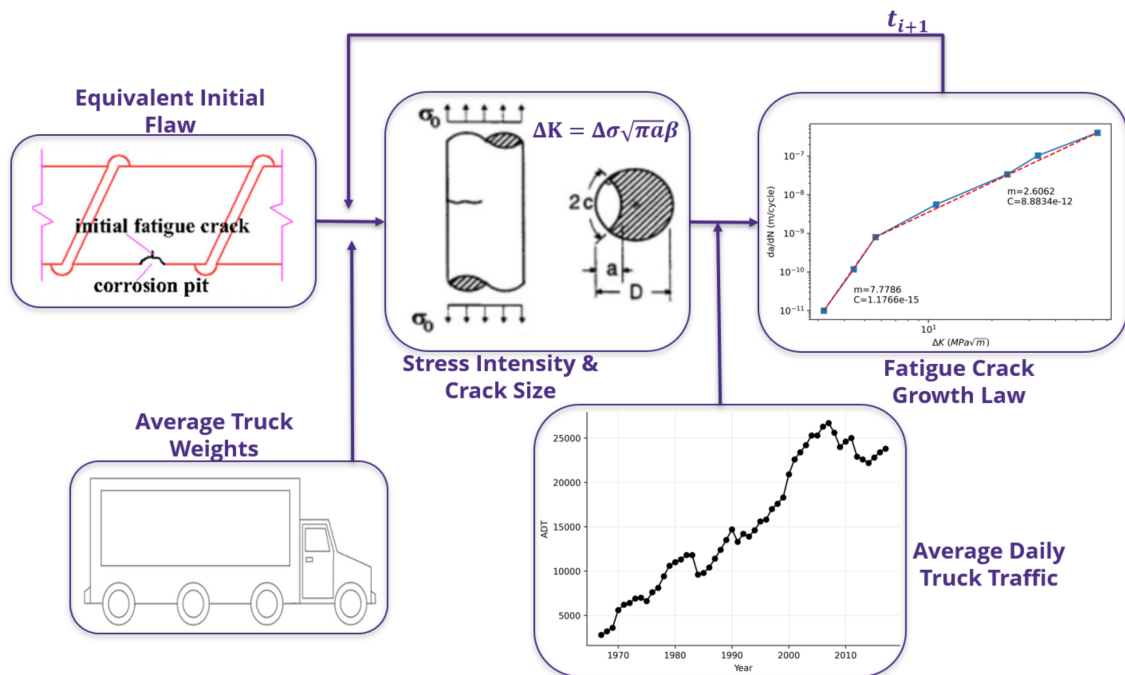 t_{i+1}
Equivalent Initial
Flaw
initial fatigue crack
corrosion pit
σ₀
ΔK = Δσ√πaβ
2c
a
D
σ₀
Stress Intensity &
Crack Size
da/dN (m/cycle)
10⁻⁷
10⁻⁸
10⁻⁹
10⁻¹⁰
10⁻¹¹
m=2.6062
C=8.8834e-12
m=7.7786
C=1.1766e-15
10¹
ΔK (MPa√m)
Fatigue Crack
Growth Law
Average Truck
Weights
ADT
25000
20000
15000
10000
5000
1970 1980 1990 2000 2010
Year
Average Daily
Truck Traffic